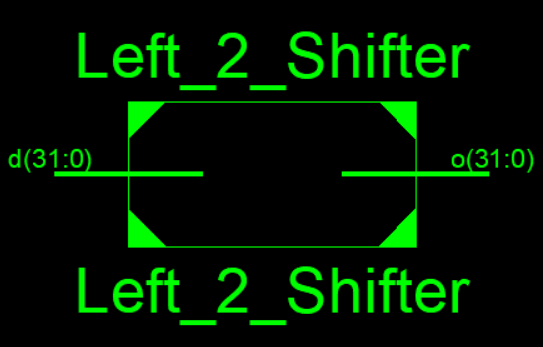 Left_2_Shifter
d(31:0)
o(31:0)
Left_2_Shifter